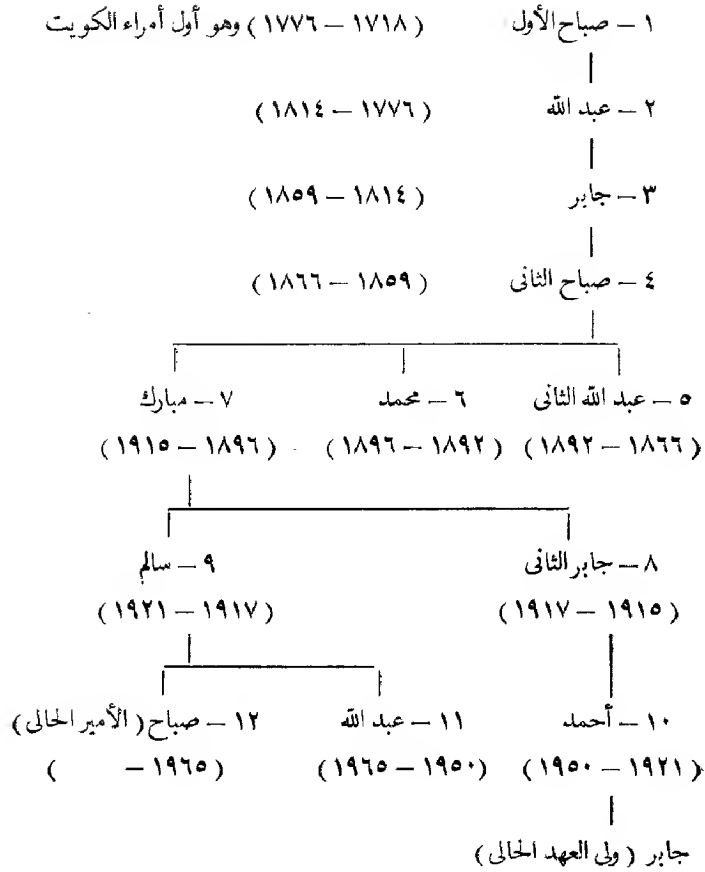 ١ – صباح الأول (١٧١٨ – ١٧٧٦) وهو أول أمراء الكويت
٢ – عبد الله (١٧٧٦ – ١٨١٤)
٣ – جابر (١٨١٤ – ١٨٥٩)
٤ – صباح الثانى (١٨٥٩ – ١٨٦٦)
٥ – عبد الله الثانى ٦ – محمد ٧ – مبارك
(١٨٦٦ – ١٨٩٢) (١٨٩٢ – ١٨٩٦) (١٨٩٦ – ١٩١٥)
٨ – جابر الثانى ٩ – سالم
(١٩١٥ – ١٩١٧) (١٩١٧ – ١٩٢١)
١٠ – أحمد ١١ – عبد الله ١٢ – صباح (الأمير الحالى)
(١٩٢١ – ١٩٥٠) (١٩٥٠ – ١٩٦٥) (١٩٦٥ – )
جابر (ولى العهد الحالى)